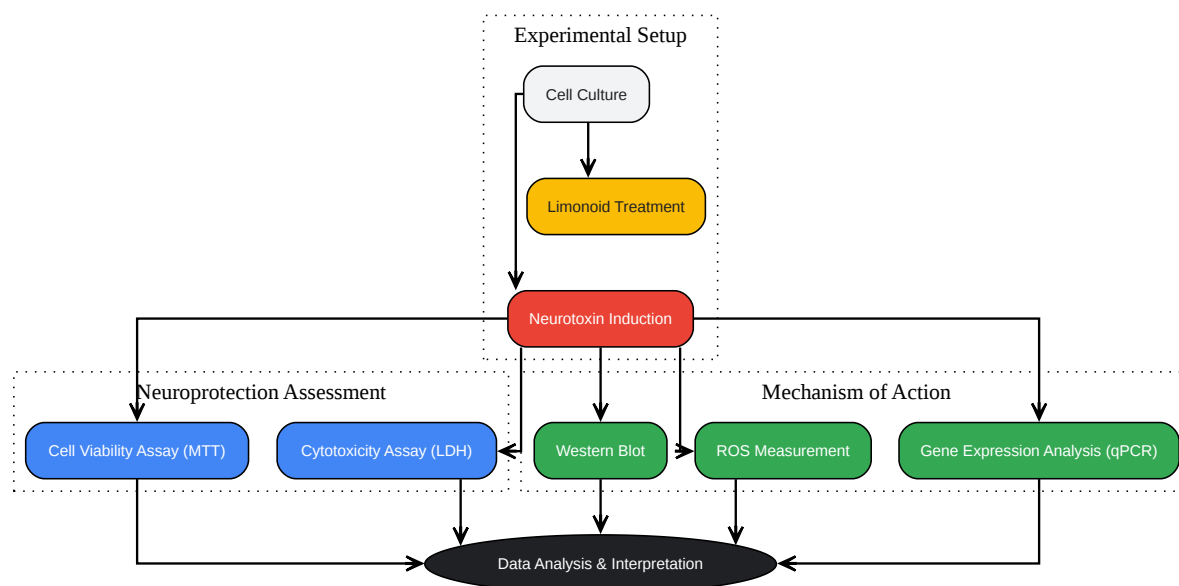 Experimental Setup
Cell Culture
Limonoid Treatment
Neurotoxin Induction
Neuroprotection Assessment
Mechanism of Action
Cell Viability Assay (MTT)
Cytotoxicity Assay (LDH)
Western Blot
ROS Measurement
Gene Expression Analysis (qPCR)
Data Analysis & Interpretation